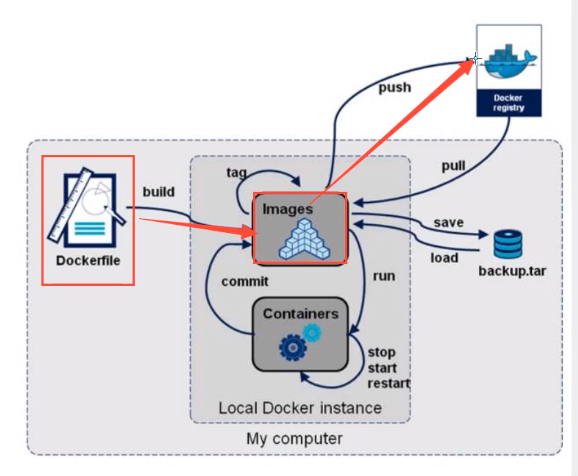 push
Docker
registry
pull
tag
build
Images
Dockerfile
save
load
backup.tar
commit
run
Containers
stop
start
restart
Local Docker instance
My computer